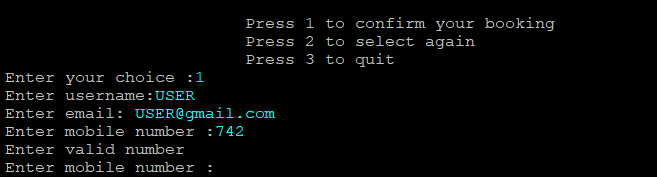 Press 1 to confirm your booking
Press 2 to select again
Press 3 to quit
Enter your choice :1
Enter username:USER
Enter email: USER@gmail.com
Enter mobile number :742
Enter valid number
Enter mobile number :